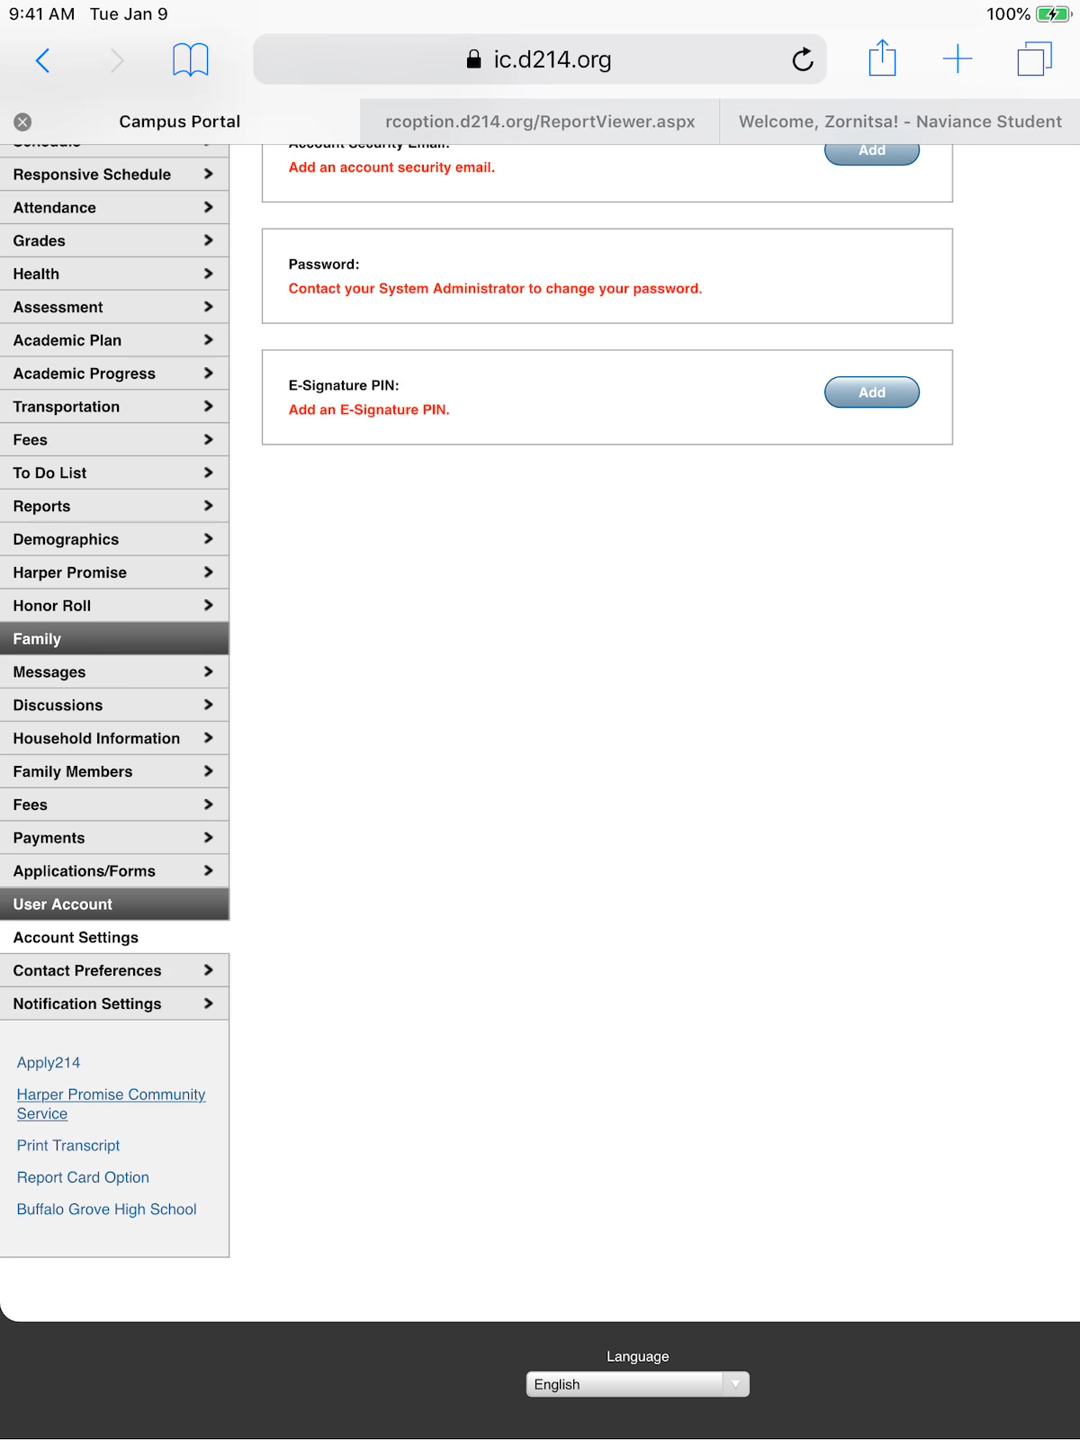 9:41 AM Tue Jan 9
100%
ic.d214.org
Campus Portal
rcoption.d214.org/ReportViewer.aspx
Welcome, Zornitsa! - Naviance Student
Schedule
Responsive Schedule
Attendance
Grades
Health
Assessment
Academic Plan
Academic Progress
Transportation
Fees
To Do List
Reports
Demographics
Harper Promise
Honor Roll
Family
Messages
Discussions
Household Information
Family Members
Fees
Payments
Applications/Forms
User Account
Account Settings
Contact Preferences
Notification Settings
Apply214
Harper Promise Community
Service
Print Transcript
Report Card Option
Buffalo Grove High School
Account Security Email:
Add an account security email.
Add
Password:
Contact your System Administrator to change your password.
E-Signature PIN:
Add an E-Signature PIN.
Add
Language
English